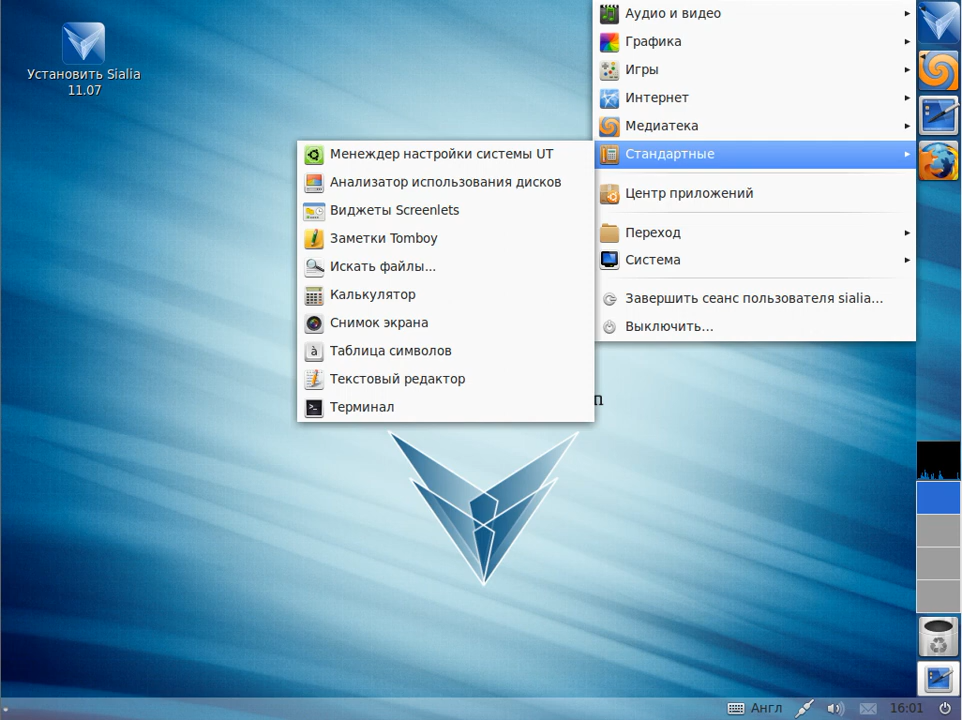 Установить Sialia
11.07
Аудио и видео
Графика
Игры
Интернет
Медиатека
Стандартные
Менеждер настройки системы UT
Анализатор использования дисков
Виджеты Screenlets
Заметки Tomboy
Искать файлы...
Калькулятор
Снимок экрана
Таблица символов
Текстовый редактор
Терминал
Центр приложений
Переход
Система
Завершить сеанс пользователя sialia...
Выключить...
n
Англ
16:01